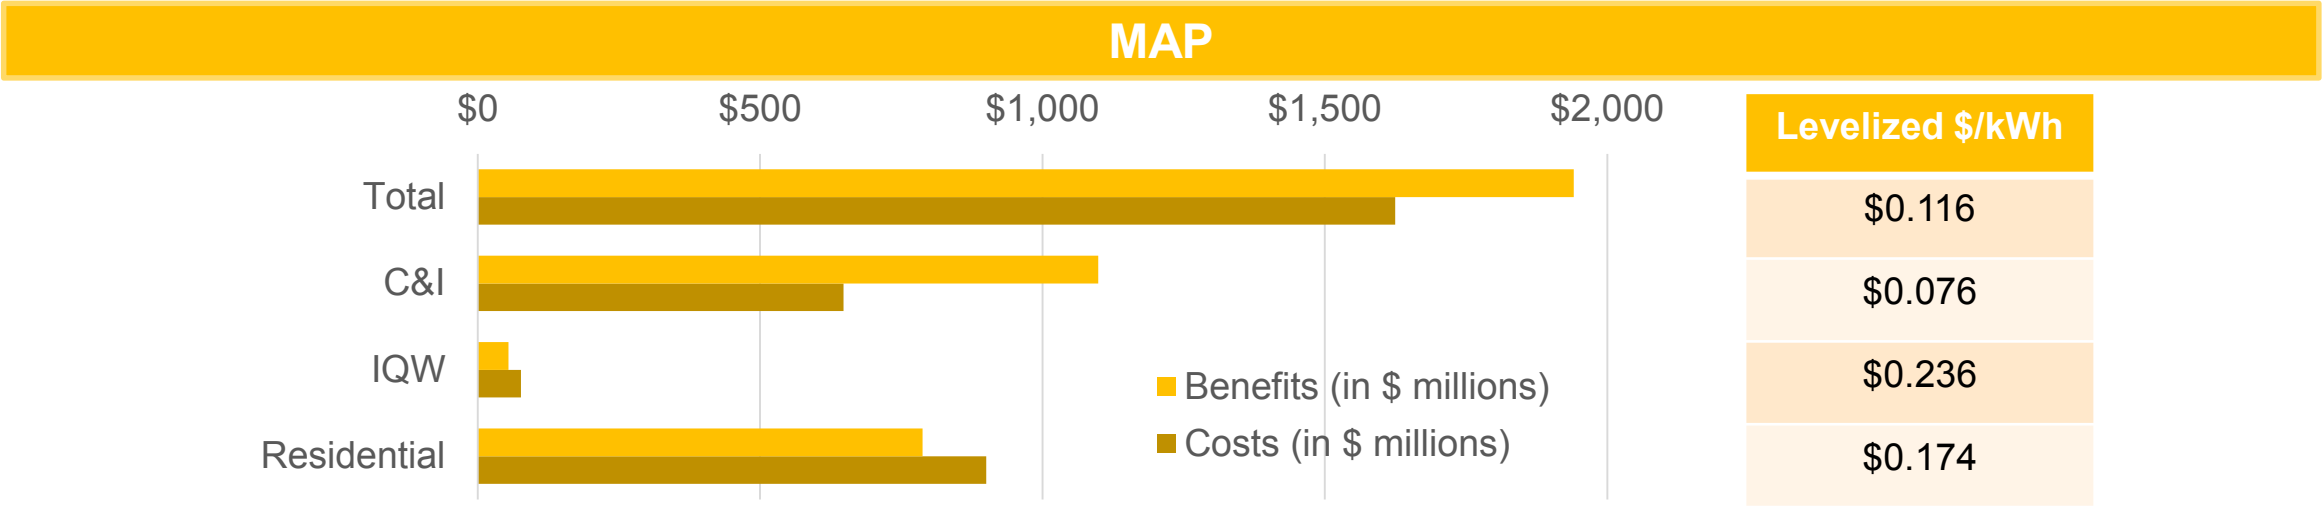 MAP
$0 $500 $1,000 $1,500 $2,000
Levelized $/kWh
Total
$0.116
C&I
$0.076
IQW
$0.236
Benefits (in $ millions)
Costs (in $ millions)
Residential
$0.174